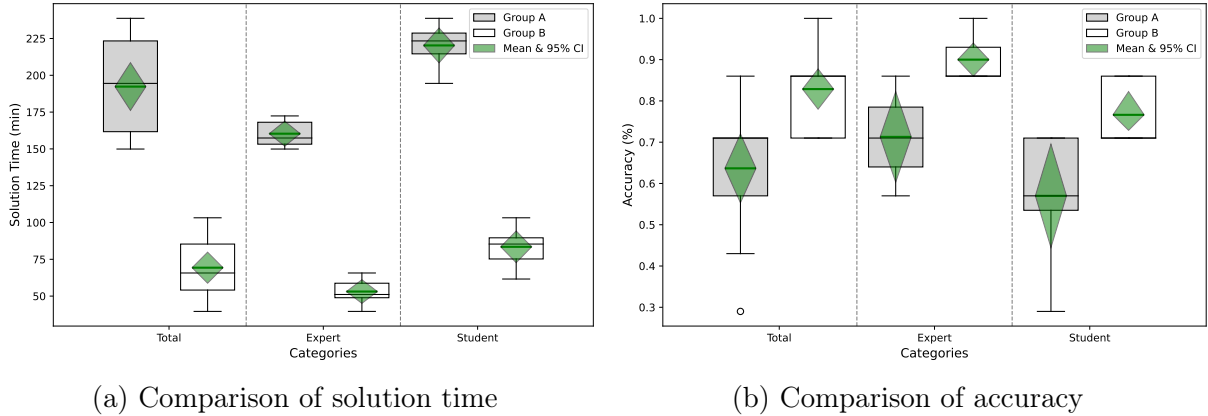 Group A
Group B
Mean & 95% CI
225
200
175
150
125
100
75
50
Solution Time (min)
Total
Expert
Student
Categories
(a) Comparison of solution time
Group A
Group B
Mean & 95% CI
1.0
0.9
0.8
0.7
0.6
0.5
0.4
0.3
Accuracy (%)
Total
Expert
Student
Categories
(b) Comparison of accuracy